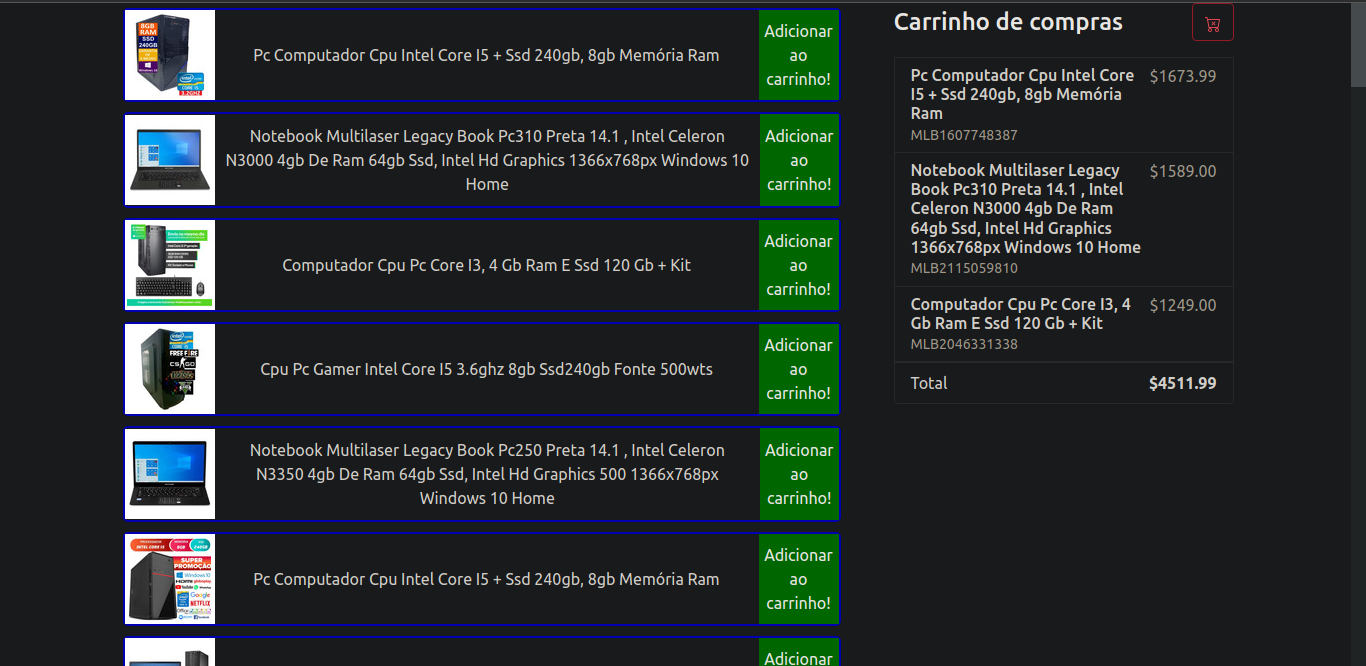 8GB
RAM
SSD
240GB
Pc Computador Cpu Intel Core I5 + Ssd 240gb, 8gb Memória Ram
Adicionar
ao
carrinho!
Notebook Multilaser Legacy Book Pc310 Preta 14.1 , Intel Celeron
N3000 4gb De Ram 64gb Ssd, Intel Hd Graphics 1366x768px Windows 10
Home
Adicionar
ao
carrinho!
Computador Cpu Pc Core I3, 4 Gb Ram E Ssd 120 Gb + Kit
Adicionar
ao
carrinho!
FREE FIRE
CS:GO
Cpu Pc Gamer Intel Core I5 3.6ghz 8gb Ssd240gb Fonte 500wts
Adicionar
ao
carrinho!
Notebook Multilaser Legacy Book Pc250 Preta 14.1 , Intel Celeron
N3350 4gb De Ram 64gb Ssd, Intel Hd Graphics 500 1366x768px
Windows 10 Home
Adicionar
ao
carrinho!
SUPER
PROMOÇÃO
Google
NETFLIX
Pc Computador Cpu Intel Core I5 + Ssd 240gb, 8gb Memória Ram
Adicionar
ao
carrinho!
Adicionar
Carrinho de compras
Pc Computador Cpu Intel Core
I5 + Ssd 240gb, 8gb Memória
Ram
$1673.99
MLB1607748387
Notebook Multilaser Legacy
Book Pc310 Preta 14.1 , Intel
Celeron N3000 4gb De Ram
64gb Ssd, Intel Hd Graphics
1366x768px Windows 10 Home
$1589.00
MLB2115059810
Computador Cpu Pc Core I3, 4
Gb Ram E Ssd 120 Gb + Kit
$1249.00
MLB2046331338
Total $4511.99